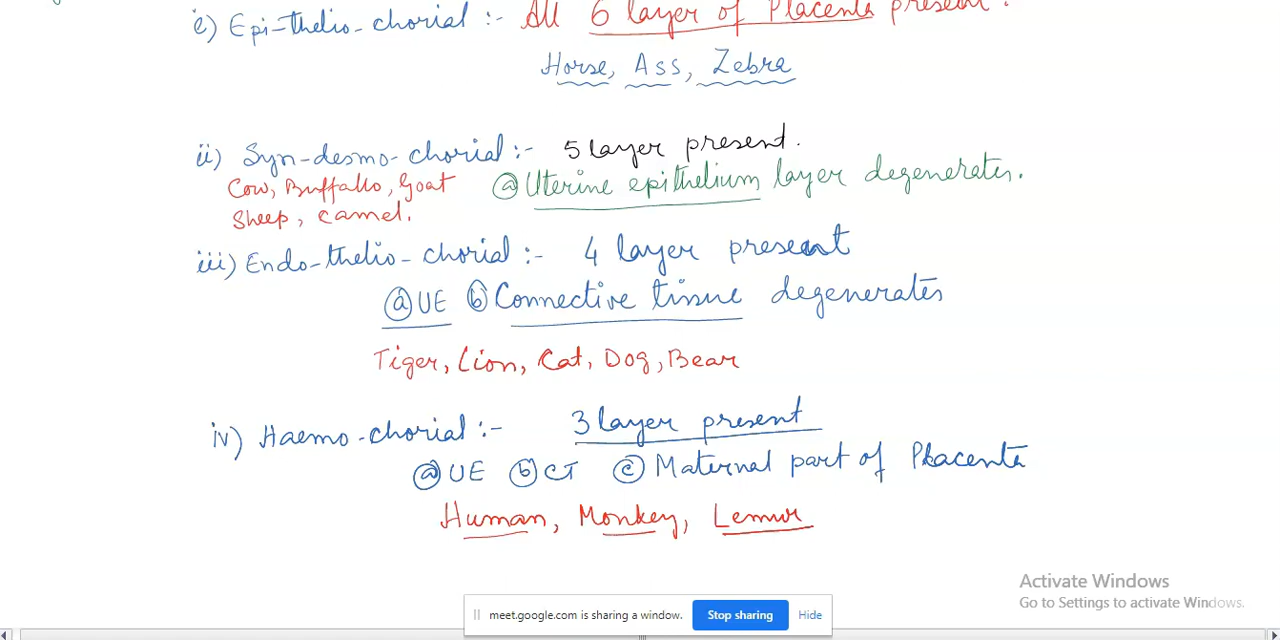 i) Epi-thelio-chorial :- All 6 layer of Placenta present.
Horse, Ass, Zebra
ii) Syn-desmo-chorial :- 5 layer present.
Cow, Buffallo, Goat
Sheep, camel.
ⓐ Uterine epithelium layer degenerates.
iii) Endo-thelio-chorial :- 4 layer present
ⓐ UE ⓑ Connective tissue degenerates
Tiger, Lion, Cat, Dog, Bear
iv) Haemo-chorial :- 3 layer present
ⓐ UE ⓑ CT ⓒ Maternal part of Placenta
Human, Monkey, Lemur
Activate Windows
Go to Settings to activate Windows.
meet.google.com is sharing a window. Stop sharing Hide